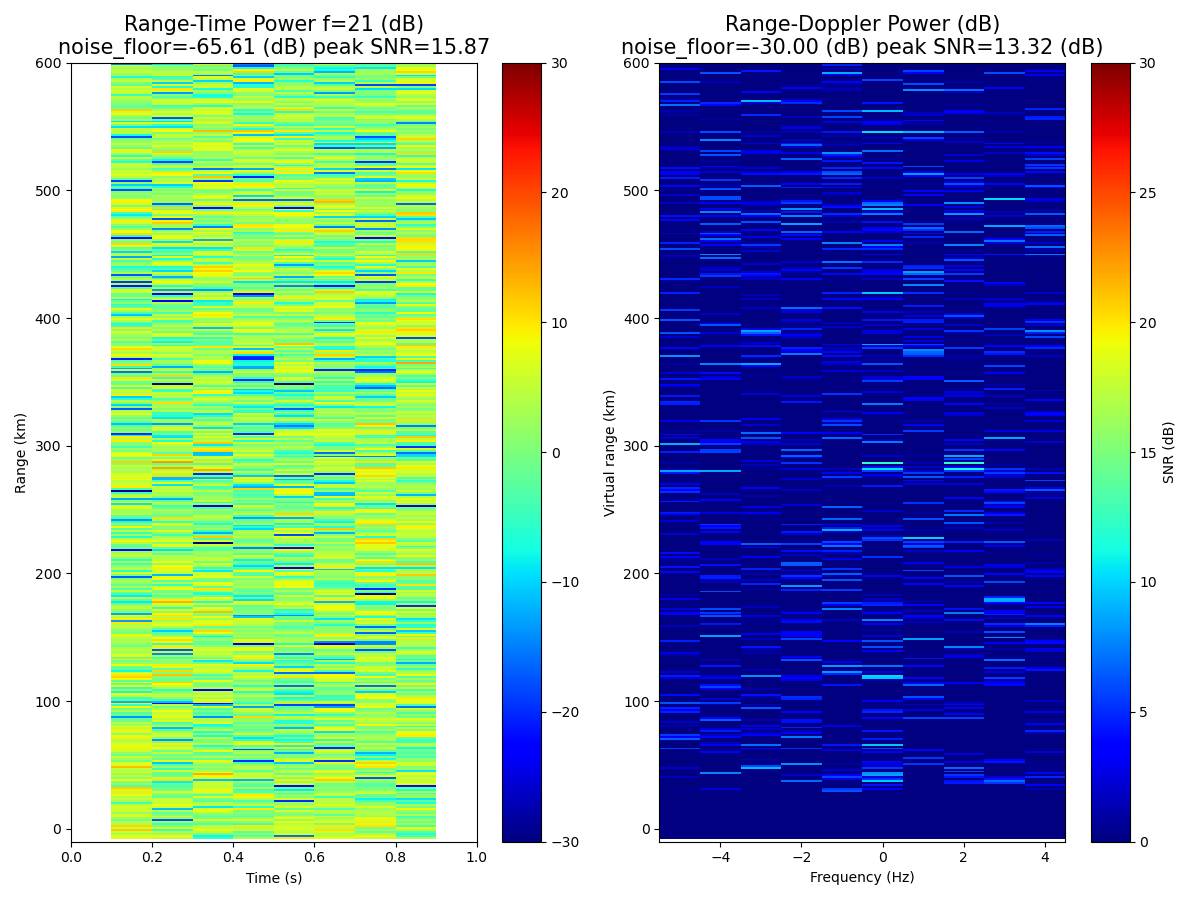 Range-Time Power f=21 (dB)
noise_floor=-65.61 (dB) peak SNR=15.87
Range (km)
600
500
400
300
200
100
0
0.0 0.2 0.4 0.6 0.8 1.0
Time (s)
30
20
10
0
−10
−20
−30
Range-Doppler Power (dB)
noise_floor=-30.00 (dB) peak SNR=13.32 (dB)
Virtual range (km)
600
500
400
300
200
100
0
−4 −2 0 2 4
Frequency (Hz)
30
25
20
15
10
5
0
SNR (dB)